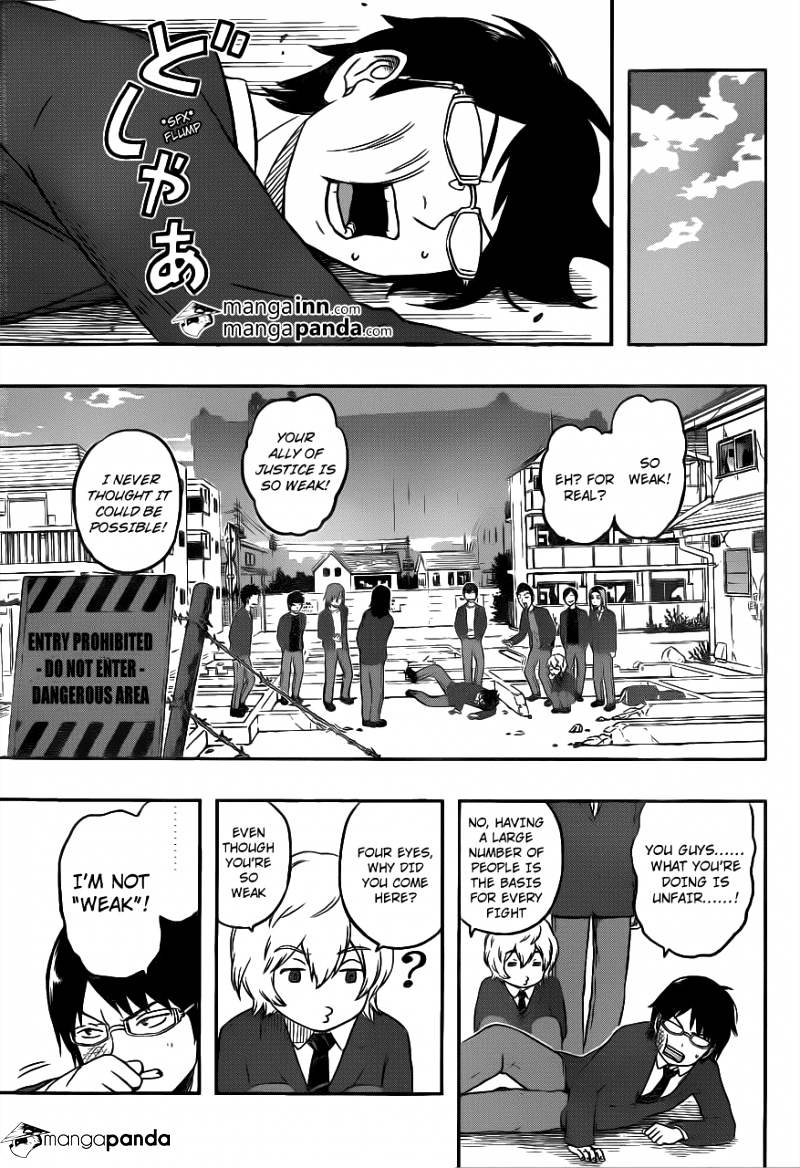 どしゃあ"
*SFX*
FLUMP
mangainn.com
mangapanda.com
SO
WEAK!
EH? FOR
REAL?
YOUR
ALLY OF
JUSTICE IS
SO WEAK!
I NEVER
THOUGHT IT
COULD BE
POSSIBLE!
ENTRY PROHIBITED
- DO NOT ENTER -
DANGEROUS AREA
YOU GUYS......
WHAT YOU'RE
DOING IS
UNFAIR......!
NO, HAVING
A LARGE
NUMBER OF
PEOPLE IS
THE BASIS
FOR EVERY
FIGHT
FOUR EYES,
WHY DID
YOU COME
HERE?
EVEN
THOUGH
YOU'RE
SO
WEAK
?
.......
I'M NOT
"WEAK"!
mangapanda